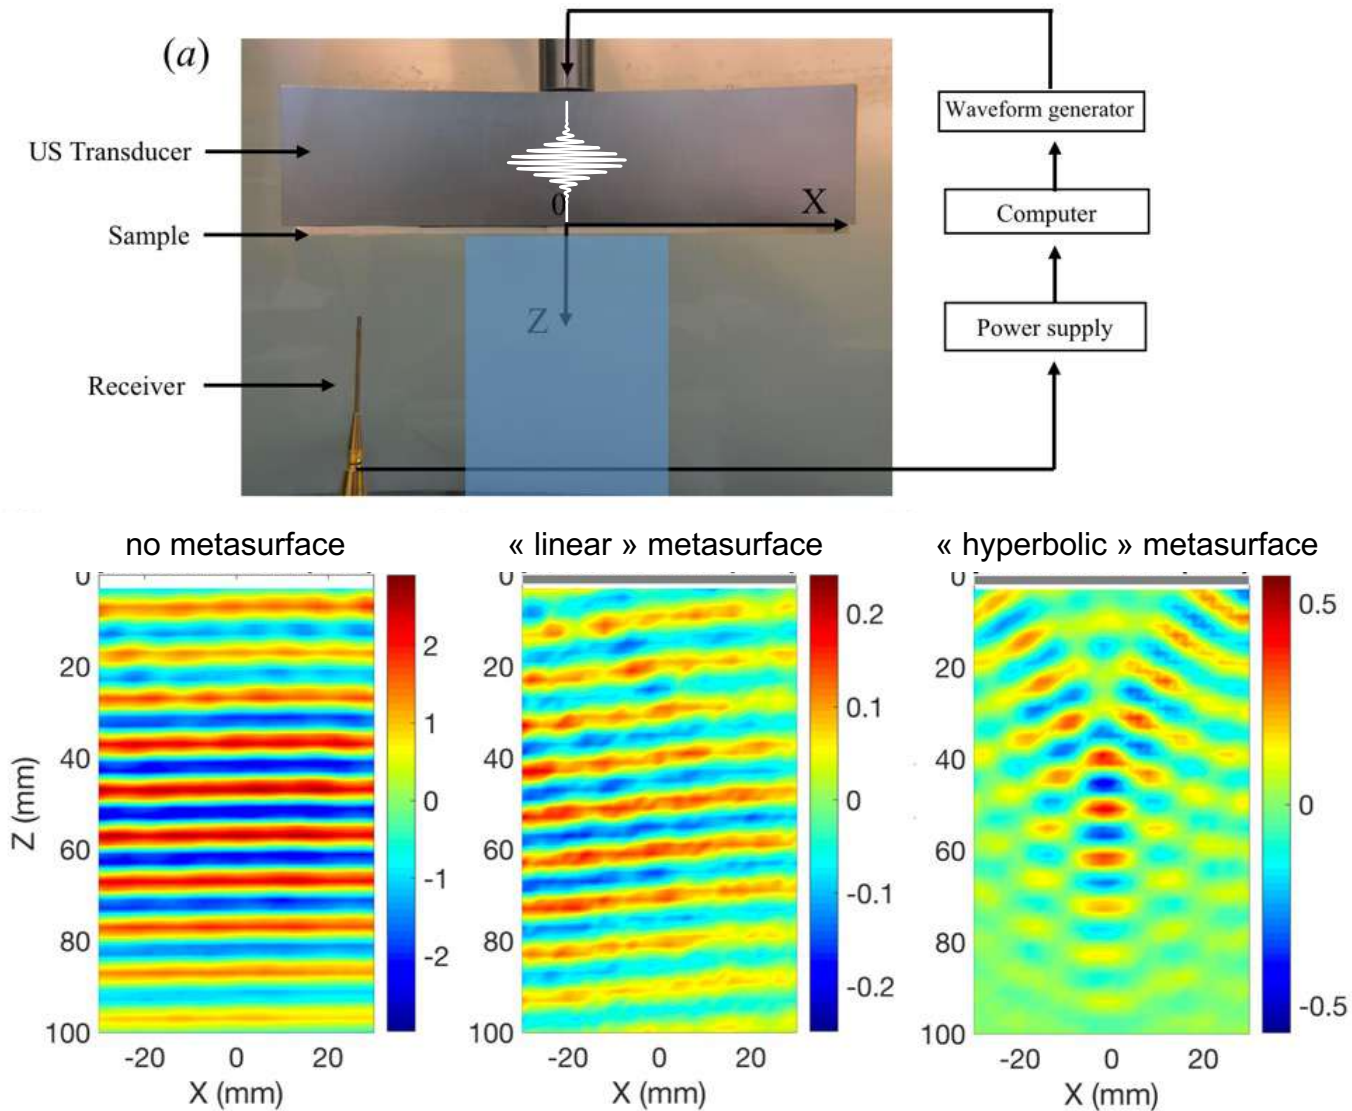 (a)
Waveform generator
US Transducer
0
X
Computer
Sample
Z
Power supply
Receiver
no metasurface
« linear » metasurface
« hyperbolic » metasurface
0
20
40
60
80
100
Z (mm)
-20
0
20
X (mm)
2
1
0
-1
-2
0
20
40
60
80
100
-20
0
20
X (mm)
0.2
0.1
0
-0.1
-0.2
0
20
40
60
80
100
-20
0
20
X (mm)
0.5
0
-0.5